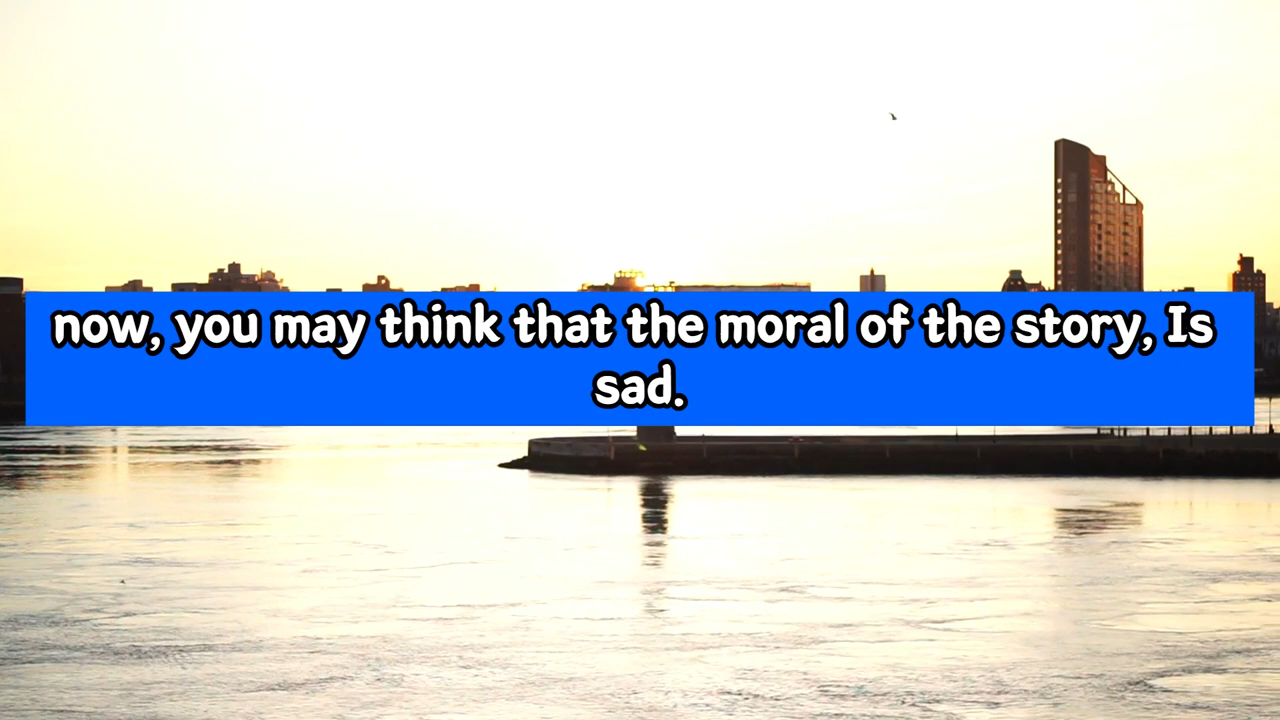 now, you may think that the moral of the story, Is
sad.